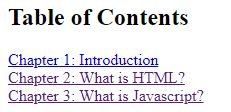 Table of Contents
Chapter 1: Introduction
Chapter 2: What is HTML?
Chapter 3: What is Javascript?